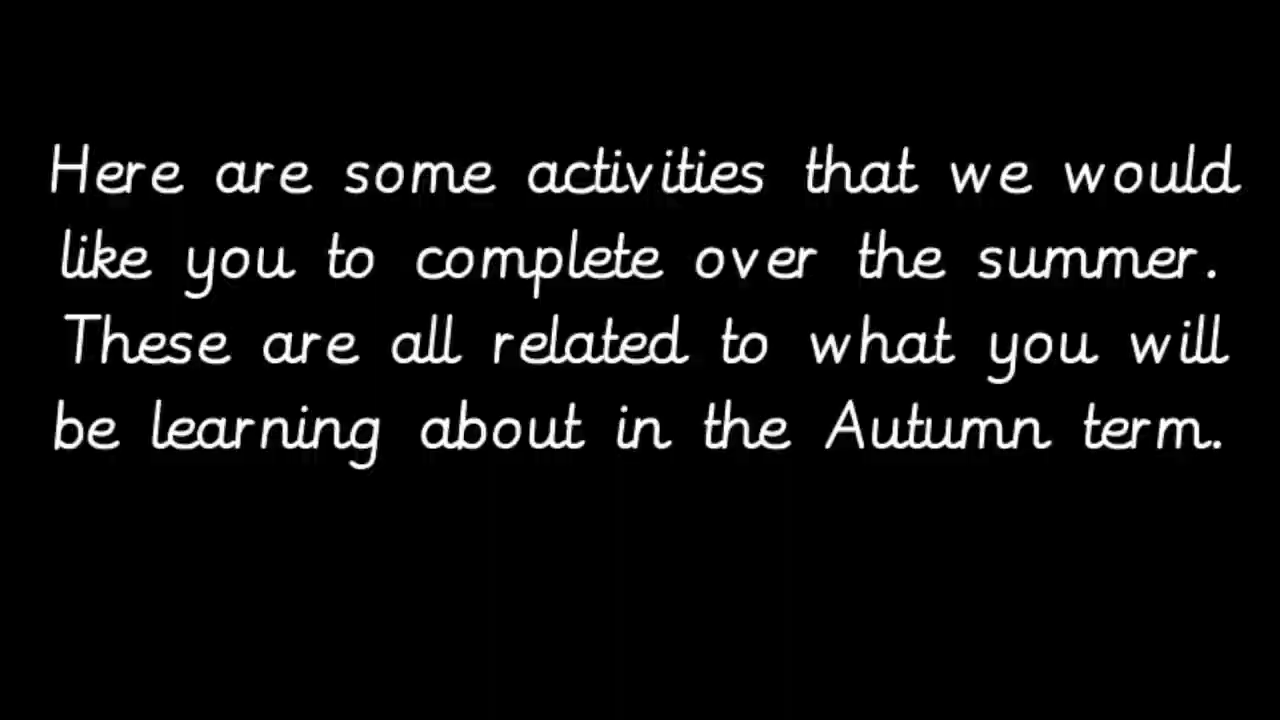 Here are some activities that we would
like you to complete over the summer.
These are all related to what you will
be learning about in the Autumn term.